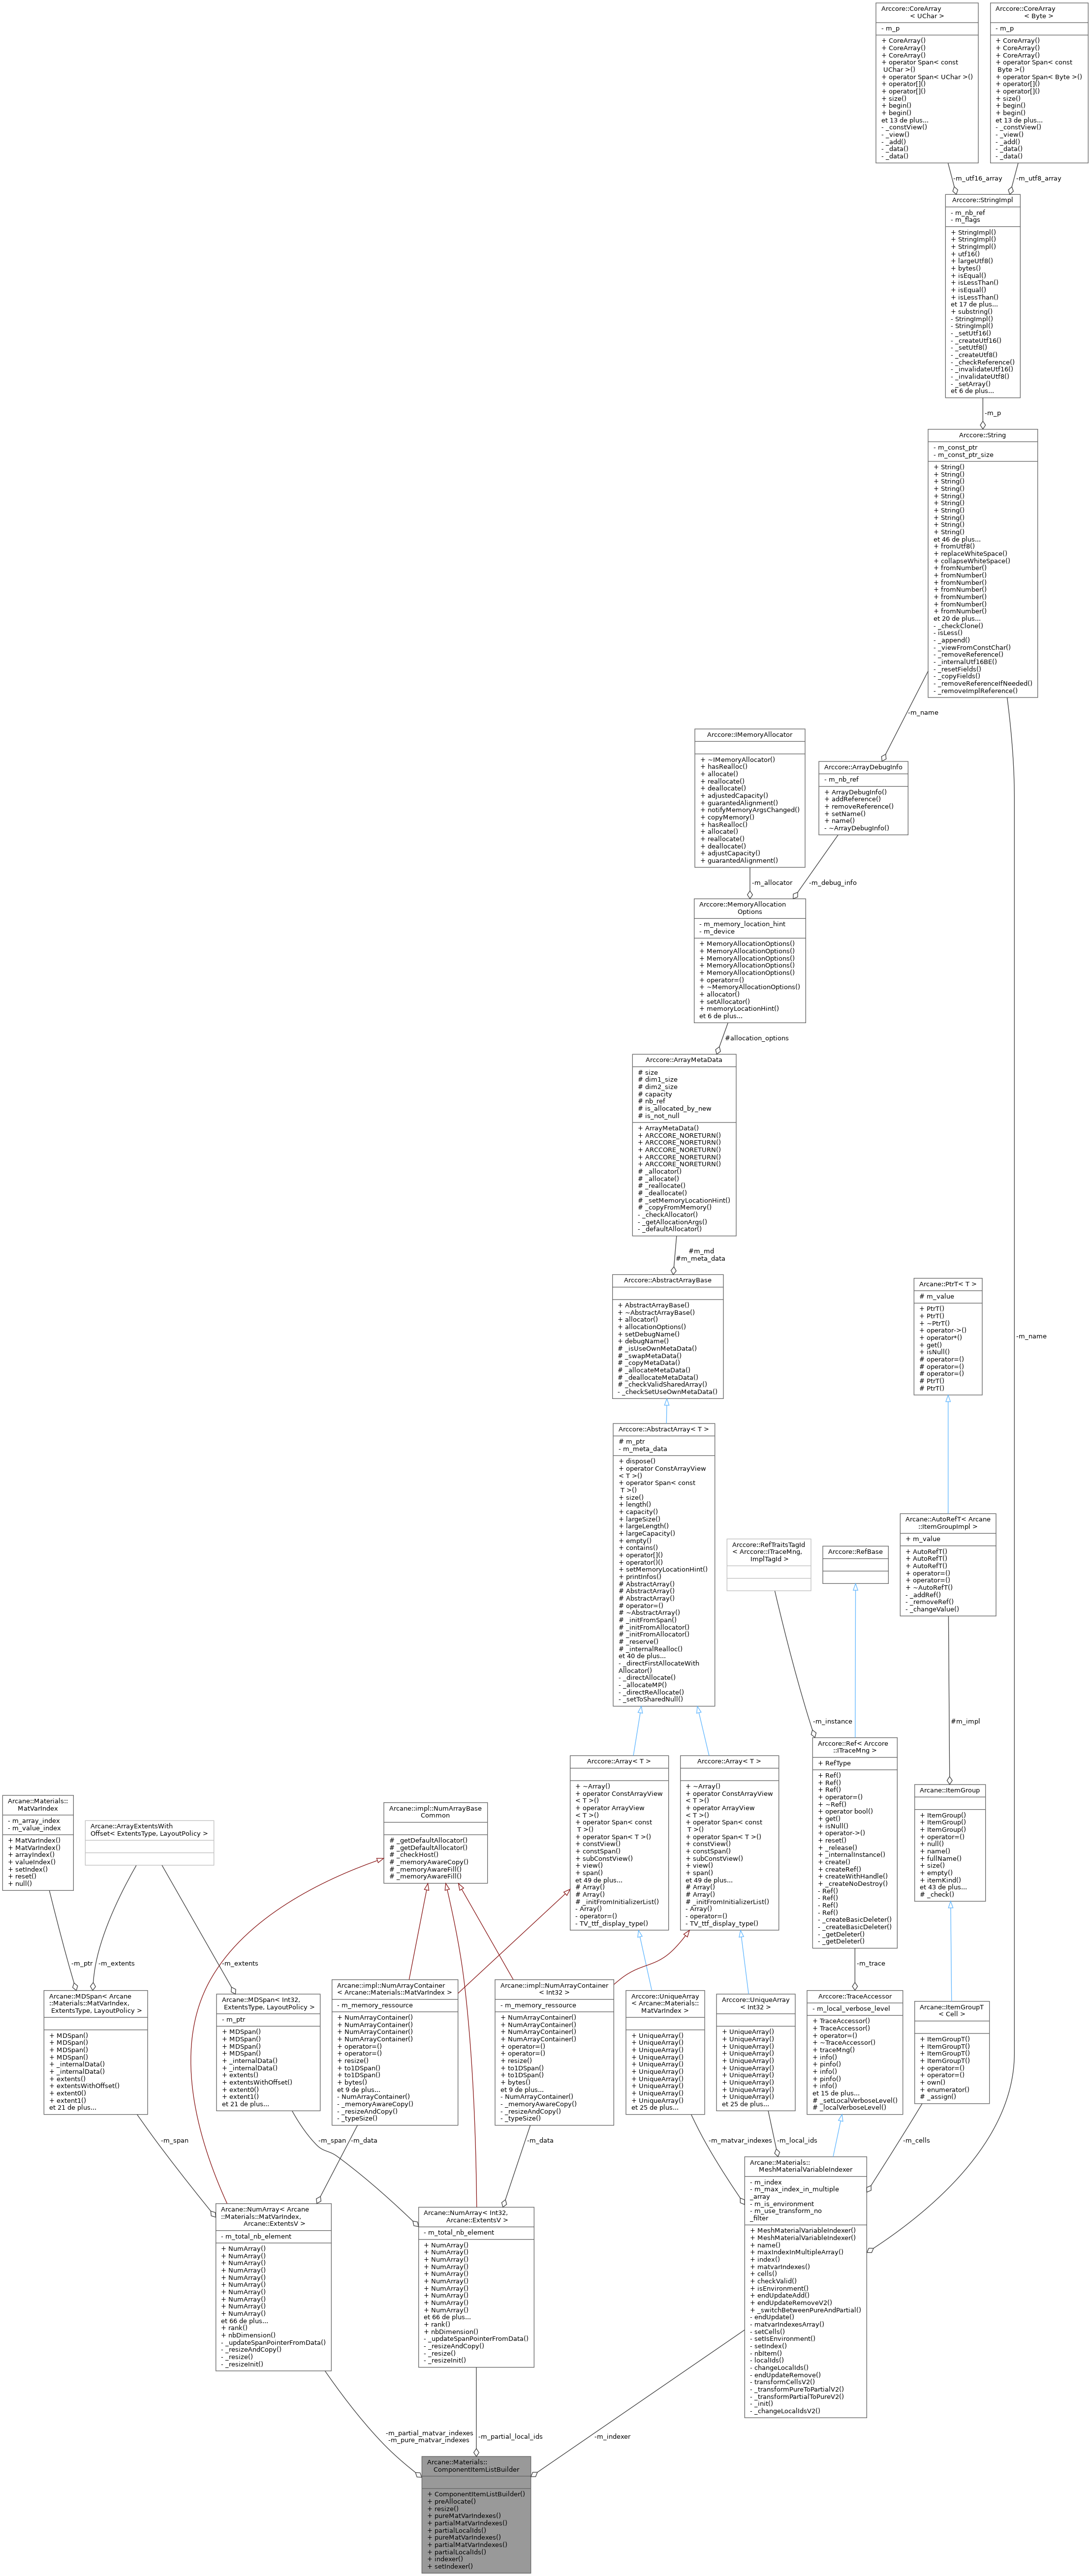 Arccore::CoreArray
< UChar >
- m_p
+ CoreArray()
+ CoreArray()
+ CoreArray()
+ operator Span< const
UChar >()
+ operator Span< UChar >()
+ operator[]()
+ operator[]()
+ size()
+ begin()
+ begin()
et 13 de plus...
- _constView()
- _view()
- _add()
- _data()
- _data()
Arccore::CoreArray
< Byte >
- m_p
+ CoreArray()
+ CoreArray()
+ CoreArray()
+ operator Span< const
Byte >()
+ operator Span< Byte >()
+ operator[]()
+ operator[]()
+ size()
+ begin()
+ begin()
et 13 de plus...
- _constView()
- _view()
- _add()
- _data()
- _data()
-m_utf16_array
-m_utf8_array
Arccore::StringImpl
- m_nb_ref
- m_flags
+ StringImpl()
+ StringImpl()
+ StringImpl()
+ utf16()
+ largeUtf8()
+ bytes()
+ isEqual()
+ isLessThan()
+ isEqual()
+ isLessThan()
et 17 de plus...
+ substring()
- StringImpl()
- StringImpl()
- _setUtf16()
- _createUtf16()
- _setUtf8()
- _createUtf8()
- _checkReference()
- _invalidateUtf16()
- _invalidateUtf8()
- _setArray()
et 6 de plus...
-m_p
Arccore::String
- m_const_ptr
- m_const_ptr_size
+ String()
+ String()
+ String()
+ String()
+ String()
+ String()
+ String()
+ String()
+ String()
+ String()
et 46 de plus...
+ fromUtf8()
+ replaceWhiteSpace()
+ collapseWhiteSpace()
+ fromNumber()
+ fromNumber()
+ fromNumber()
+ fromNumber()
+ fromNumber()
+ fromNumber()
+ fromNumber()
et 20 de plus...
- _checkClone()
- isLess()
- _append()
- _viewFromConstChar()
- _removeReference()
- _internalUtf16BE()
- _resetFields()
- _copyFields()
- _removeReferenceIfNeeded()
- _removeImplReference()
-m_name
Arccore::IMemoryAllocator
+ ~IMemoryAllocator()
+ hasRealloc()
+ allocate()
+ reallocate()
+ deallocate()
+ adjustedCapacity()
+ guarantedAlignment()
+ notifyMemoryArgsChanged()
+ copyMemory()
+ hasRealloc()
+ allocate()
+ reallocate()
+ deallocate()
+ adjustCapacity()
+ guarantedAlignment()
Arccore::ArrayDebugInfo
- m_nb_ref
+ ArrayDebugInfo()
+ addReference()
+ removeReference()
+ setName()
+ name()
- ~ArrayDebugInfo()
-m_allocator
-m_debug_info
Arccore::MemoryAllocation
Options
- m_memory_location_hint
- m_device
+ MemoryAllocationOptions()
+ MemoryAllocationOptions()
+ MemoryAllocationOptions()
+ MemoryAllocationOptions()
+ MemoryAllocationOptions()
+ operator=()
+ ~MemoryAllocationOptions()
+ allocator()
+ setAllocator()
+ memoryLocationHint()
et 6 de plus...
#allocation_options
Arccore::ArrayMetaData
# size
# dim1_size
# dim2_size
# capacity
# nb_ref
# is_allocated_by_new
# is_not_null
+ ArrayMetaData()
+ ARCCORE_NORETURN()
+ ARCCORE_NORETURN()
+ ARCCORE_NORETURN()
+ ARCCORE_NORETURN()
+ ARCCORE_NORETURN()
# _allocator()
# _allocate()
# _reallocate()
# _deallocate()
# _setMemoryLocationHint()
# _copyFromMemory()
- _checkAllocator()
- _getAllocationArgs()
- _defaultAllocator()
#m_md
#m_meta_data
Arccore::AbstractArrayBase
+ AbstractArrayBase()
+ ~AbstractArrayBase()
+ allocator()
+ allocationOptions()
+ setDebugName()
+ debugName()
# _isUseOwnMetaData()
# _swapMetaData()
# _copyMetaData()
# _allocateMetaData()
# _deallocateMetaData()
# _checkValidSharedArray()
- _checkSetUseOwnMetaData()
Arcane::PtrT< T >
# m_value
+ PtrT()
+ PtrT()
+ ~PtrT()
+ operator->()
+ operator*()
+ get()
+ isNull()
# operator=()
# operator=()
# operator=()
# PtrT()
# PtrT()
-m_name
Arccore::AbstractArray< T >
# m_ptr
- m_meta_data
+ dispose()
+ operator ConstArrayView
< T >()
+ operator Span< const
T >()
+ size()
+ length()
+ capacity()
+ largeSize()
+ largeLength()
+ largeCapacity()
+ empty()
+ contains()
+ operator[]()
+ operator()()
+ setMemoryLocationHint()
+ printInfos()
# AbstractArray()
# AbstractArray()
# AbstractArray()
# operator=()
# ~AbstractArray()
# _initFromSpan()
# _initFromAllocator()
# _initFromAllocator()
# _reserve()
# _internalRealloc()
et 40 de plus...
- _directFirstAllocateWith
Allocator()
- _directAllocate()
- _allocateMP()
- _directReAllocate()
- _setToSharedNull()
Arccore::RefTraitsTagId
< Arccore::ITraceMng,
ImplTagId >
Arccore::RefBase
Arcane::AutoRefT< Arcane
::ItemGroupImpl >
+ m_value
+ AutoRefT()
+ AutoRefT()
+ AutoRefT()
+ operator=()
+ operator=()
+ ~AutoRefT()
- _addRef()
- _removeRef()
- _changeValue()
-m_instance
#m_impl
Arccore::Ref< Arccore
::ITraceMng >
+ RefType
+ Ref()
+ Ref()
+ Ref()
+ operator=()
+ ~Ref()
+ operator bool()
+ get()
+ isNull()
+ operator->()
+ reset()
+ _release()
+ _internalInstance()
+ create()
+ createRef()
+ createWithHandle()
+ _createNoDestroy()
- Ref()
- Ref()
- Ref()
- Ref()
- _createBasicDeleter()
- _createBasicDeleter()
- _getDeleter()
- _getDeleter()
Arccore::Array< T >
+ ~Array()
+ operator ConstArrayView
< T >()
+ operator ArrayView
< T >()
+ operator Span< const
T >()
+ operator Span< T >()
+ constView()
+ constSpan()
+ subConstView()
+ view()
+ span()
et 49 de plus...
# Array()
# Array()
# _initFromInitializerList()
- Array()
- operator=()
- TV_ttf_display_type()
Arccore::Array< T >
+ ~Array()
+ operator ConstArrayView
< T >()
+ operator ArrayView
< T >()
+ operator Span< const
T >()
+ operator Span< T >()
+ constView()
+ constSpan()
+ subConstView()
+ view()
+ span()
et 49 de plus...
# Array()
# Array()
# _initFromInitializerList()
- Array()
- operator=()
- TV_ttf_display_type()
Arcane::ItemGroup
+ ItemGroup()
+ ItemGroup()
+ ItemGroup()
+ operator=()
+ null()
+ name()
+ fullName()
+ size()
+ empty()
+ itemKind()
et 43 de plus...
# _check()
Arcane::Materials::
MatVarIndex
- m_array_index
- m_value_index
+ MatVarIndex()
+ MatVarIndex()
+ arrayIndex()
+ valueIndex()
+ setIndex()
+ reset()
+ null()
Arcane::ArrayExtentsWith
Offset< ExtentsType, LayoutPolicy >
Arcane::impl::NumArrayBase
Common
# _getDefaultAllocator()
# _getDefaultAllocator()
# _checkHost()
# _memoryAwareCopy()
# _memoryAwareFill()
# _memoryAwareFill()
-m_ptr
-m_extents
-m_extents
-m_trace
Arcane::MDSpan< Arcane
::Materials::MatVarIndex,
ExtentsType, LayoutPolicy >
+ MDSpan()
+ MDSpan()
+ MDSpan()
+ MDSpan()
+ _internalData()
+ _internalData()
+ extents()
+ extentsWithOffset()
+ extent0()
+ extent1()
et 21 de plus...
Arcane::MDSpan< Int32,
ExtentsType, LayoutPolicy >
- m_ptr
+ MDSpan()
+ MDSpan()
+ MDSpan()
+ MDSpan()
+ _internalData()
+ _internalData()
+ extents()
+ extentsWithOffset()
+ extent0()
+ extent1()
et 21 de plus...
Arcane::impl::NumArrayContainer
< Arcane::Materials::MatVarIndex >
- m_memory_ressource
+ NumArrayContainer()
+ NumArrayContainer()
+ NumArrayContainer()
+ NumArrayContainer()
+ operator=()
+ operator=()
+ resize()
+ to1DSpan()
+ to1DSpan()
+ bytes()
et 9 de plus...
- NumArrayContainer()
- _memoryAwareCopy()
- _resizeAndCopy()
- _typeSize()
Arcane::impl::NumArrayContainer
< Int32 >
- m_memory_ressource
+ NumArrayContainer()
+ NumArrayContainer()
+ NumArrayContainer()
+ NumArrayContainer()
+ operator=()
+ operator=()
+ resize()
+ to1DSpan()
+ to1DSpan()
+ bytes()
et 9 de plus...
- NumArrayContainer()
- _memoryAwareCopy()
- _resizeAndCopy()
- _typeSize()
Arccore::UniqueArray
< Arcane::Materials::
MatVarIndex >
+ UniqueArray()
+ UniqueArray()
+ UniqueArray()
+ UniqueArray()
+ UniqueArray()
+ UniqueArray()
+ UniqueArray()
+ UniqueArray()
+ UniqueArray()
+ UniqueArray()
et 25 de plus...
Arccore::UniqueArray
< Int32 >
+ UniqueArray()
+ UniqueArray()
+ UniqueArray()
+ UniqueArray()
+ UniqueArray()
+ UniqueArray()
+ UniqueArray()
+ UniqueArray()
+ UniqueArray()
+ UniqueArray()
et 25 de plus...
Arccore::TraceAccessor
- m_local_verbose_level
+ TraceAccessor()
+ TraceAccessor()
+ operator=()
+ ~TraceAccessor()
+ traceMng()
+ info()
+ pinfo()
+ info()
+ pinfo()
+ info()
et 15 de plus...
# _setLocalVerboseLevel()
# _localVerboseLevel()
Arcane::ItemGroupT
< Cell >
+ ItemGroupT()
+ ItemGroupT()
+ ItemGroupT()
+ ItemGroupT()
+ operator=()
+ operator=()
+ own()
+ enumerator()
# _assign()
-m_span
-m_span
-m_data
-m_data
-m_matvar_indexes
-m_local_ids
-m_cells
Arcane::NumArray< Arcane
::Materials::MatVarIndex,
Arcane::ExtentsV >
- m_total_nb_element
+ NumArray()
+ NumArray()
+ NumArray()
+ NumArray()
+ NumArray()
+ NumArray()
+ NumArray()
+ NumArray()
+ NumArray()
+ NumArray()
et 66 de plus...
+ rank()
+ nbDimension()
- _updateSpanPointerFromData()
- _resizeAndCopy()
- _resize()
- _resizeInit()
Arcane::NumArray< Int32,
Arcane::ExtentsV >
- m_total_nb_element
+ NumArray()
+ NumArray()
+ NumArray()
+ NumArray()
+ NumArray()
+ NumArray()
+ NumArray()
+ NumArray()
+ NumArray()
+ NumArray()
et 66 de plus...
+ rank()
+ nbDimension()
- _updateSpanPointerFromData()
- _resizeAndCopy()
- _resize()
- _resizeInit()
Arcane::Materials::
MeshMaterialVariableIndexer
- m_index
- m_max_index_in_multiple
_array
- m_is_environment
- m_use_transform_no
_filter
+ MeshMaterialVariableIndexer()
+ MeshMaterialVariableIndexer()
+ name()
+ maxIndexInMultipleArray()
+ index()
+ matvarIndexes()
+ cells()
+ checkValid()
+ isEnvironment()
+ endUpdateAdd()
+ endUpdateRemoveV2()
+ _switchBetweenPureAndPartial()
- endUpdate()
- matvarIndexesArray()
- setCells()
- setIsEnvironment()
- setIndex()
- nbItem()
- localIds()
- changeLocalIds()
- endUpdateRemove()
- transformCellsV2()
- _transformPureToPartialV2()
- _transformPartialToPureV2()
- _init()
- _changeLocalIdsV2()
-m_partial_matvar_indexes
-m_pure_matvar_indexes
-m_partial_local_ids
-m_indexer
Arcane::Materials::
ComponentItemListBuilder
+ ComponentItemListBuilder()
+ preAllocate()
+ resize()
+ pureMatVarIndexes()
+ partialMatVarIndexes()
+ partialLocalIds()
+ pureMatVarIndexes()
+ partialMatVarIndexes()
+ partialLocalIds()
+ indexer()
+ setIndexer()